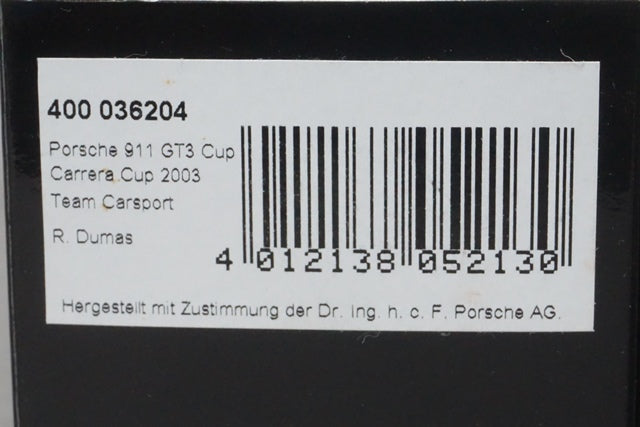 400 036204
Porsche 911 GT3 Cup
Carrera Cup 2003
Team Carsport
R. Dumas
4 012138 052130
Hergestellt mit Zustimmung der Dr. Ing. h. c. F. Porsche AG.